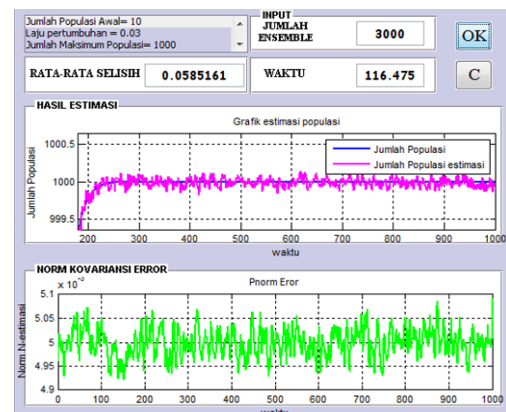 Jumlah Populasi Awal= 10
Laju pertumbuhan = 0.03
Jumlah Maksimum Populasi= 1000
INPUT
JUMLAH
ENSEMBLE
3000
OK
RATA-RATA SELISIH
0.0585161
WAKTU
116.475
C
HASIL ESTIMASI
Grafik estimasi populasi
Jumlah Populasi
1000.5
1000
999.5
Jumlah Populasi
Jumlah Populasi estimasi
200 300 400 500 600 700 800 900 1000
waktu
NORM KOVARIANSI ERROR
x 10⁻³
Pnorm Eror
Norm N-estimasi
5.1
5.05
5
4.95
4.9
0 100 200 300 400 500 600 700 800 900 1000
waktu